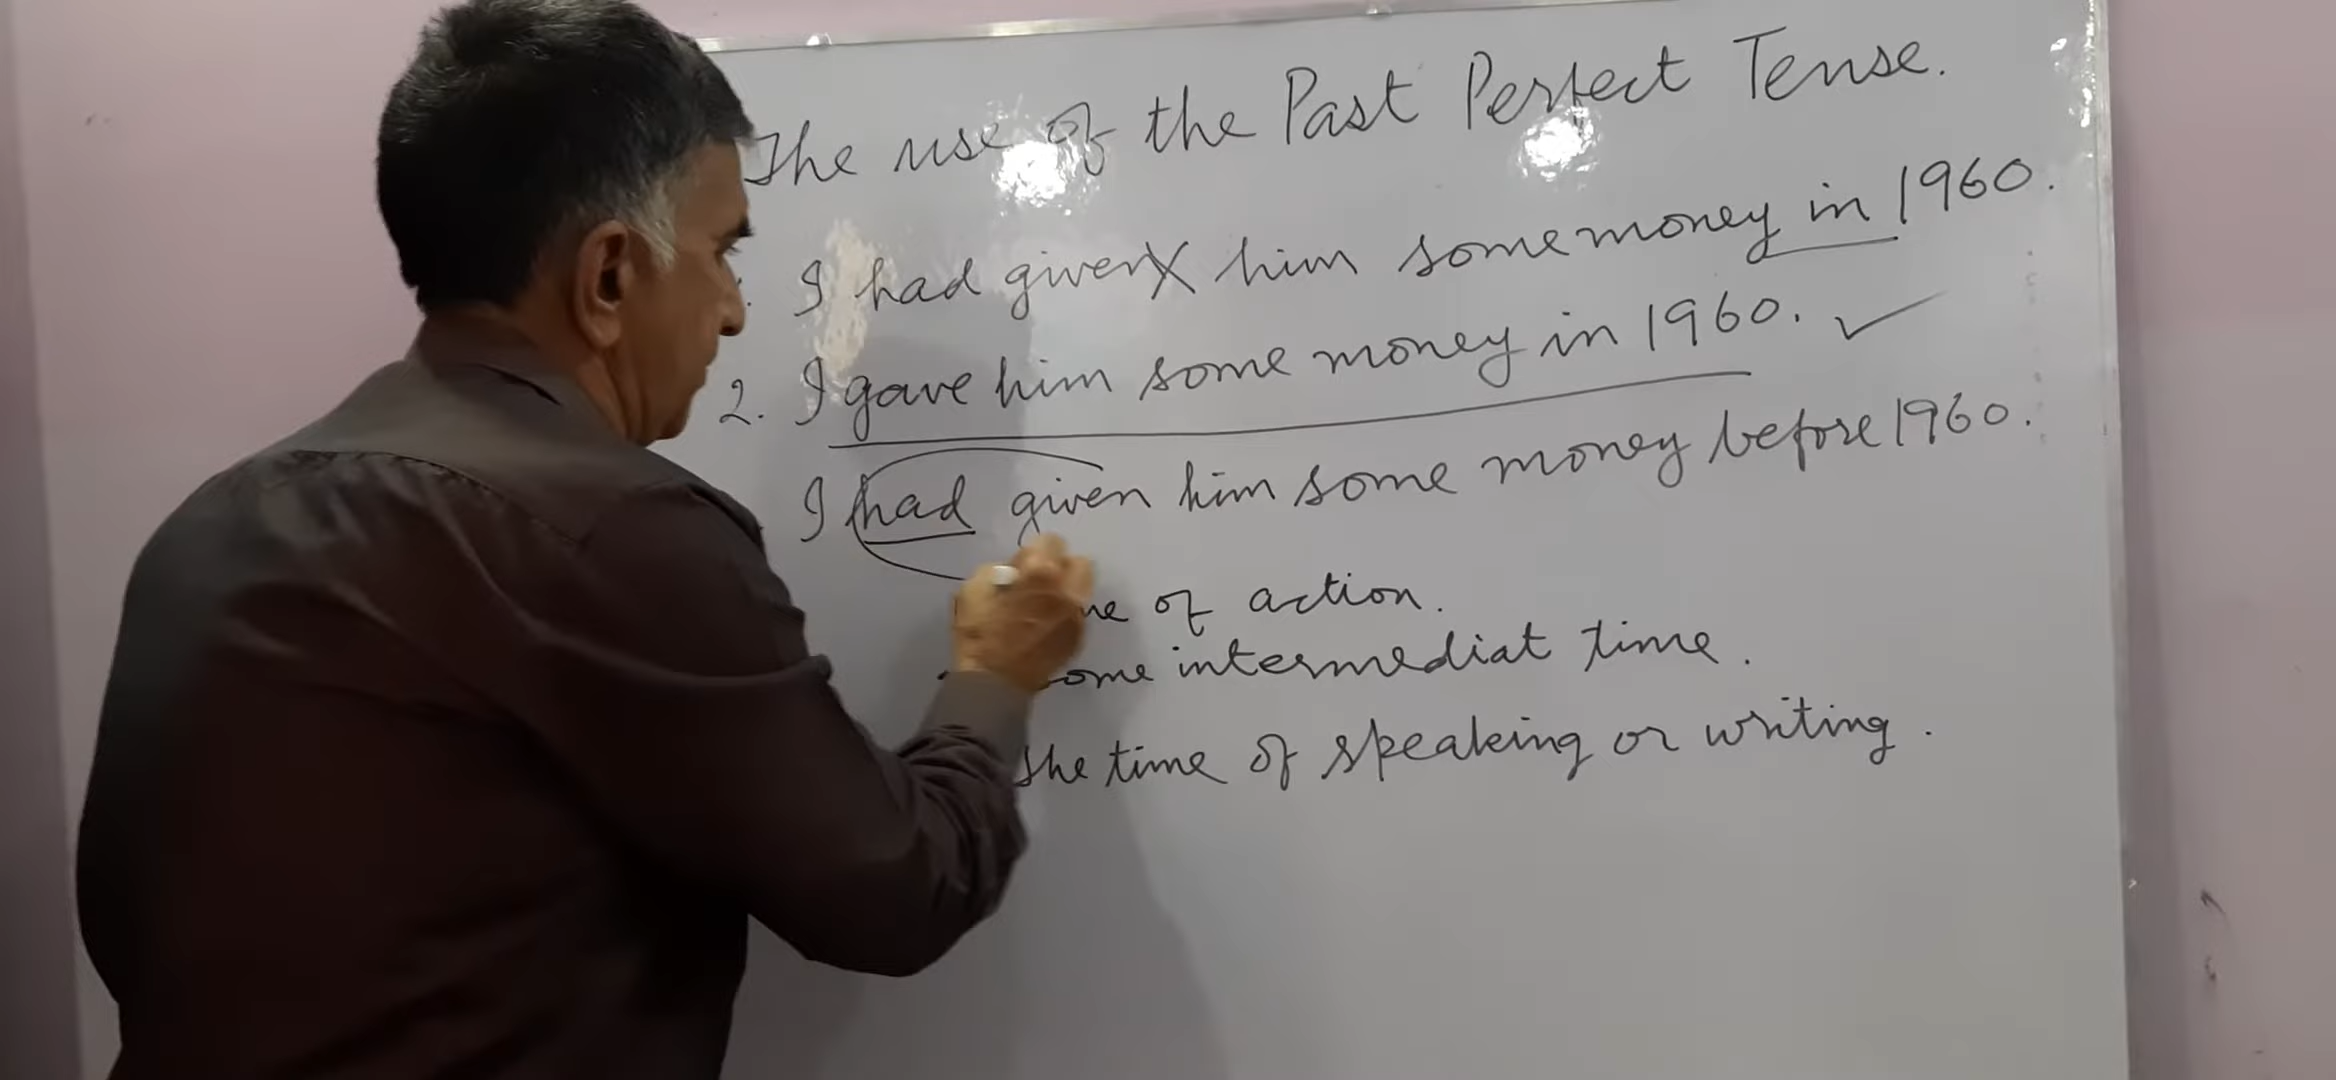 The use of the Past Perfect Tense.
. I had given X him some money in 1960.
2. I gave him some money in 1960. ✓
I had given him some money before 1960.
of action.
intermediat time.
The time of speaking or writing.